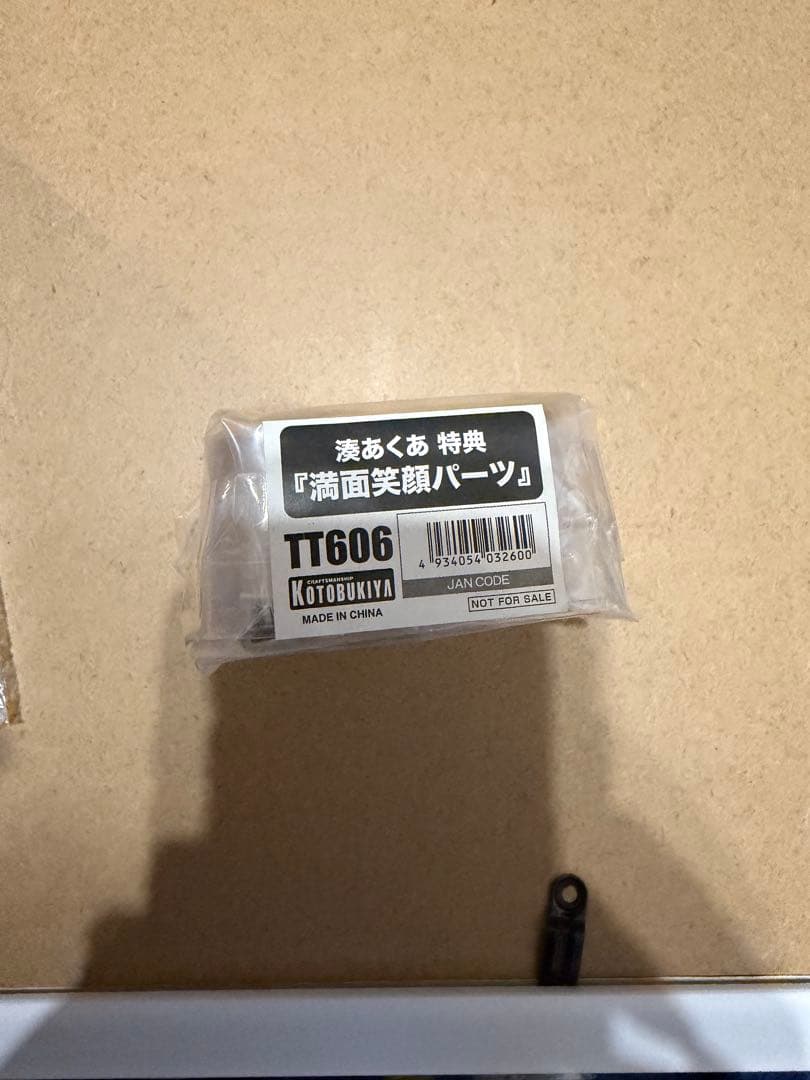 湊あくあ 特典
『満面笑顔パーツ』
TT606
4 934054 032600
JAN CODE
CRAFTSMANSHIP
KOTOBUKIYA
MADE IN CHINA
NOT FOR SALE